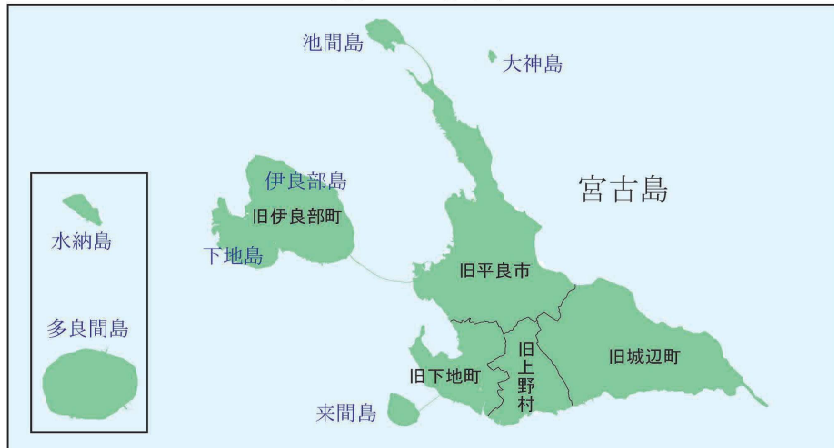 池間島
大神島
伊良部島
宮古島
旧伊良部町
水納島
下地島
旧平良市
多良間島
旧城辺町
旧上野村
旧下地町
来間島